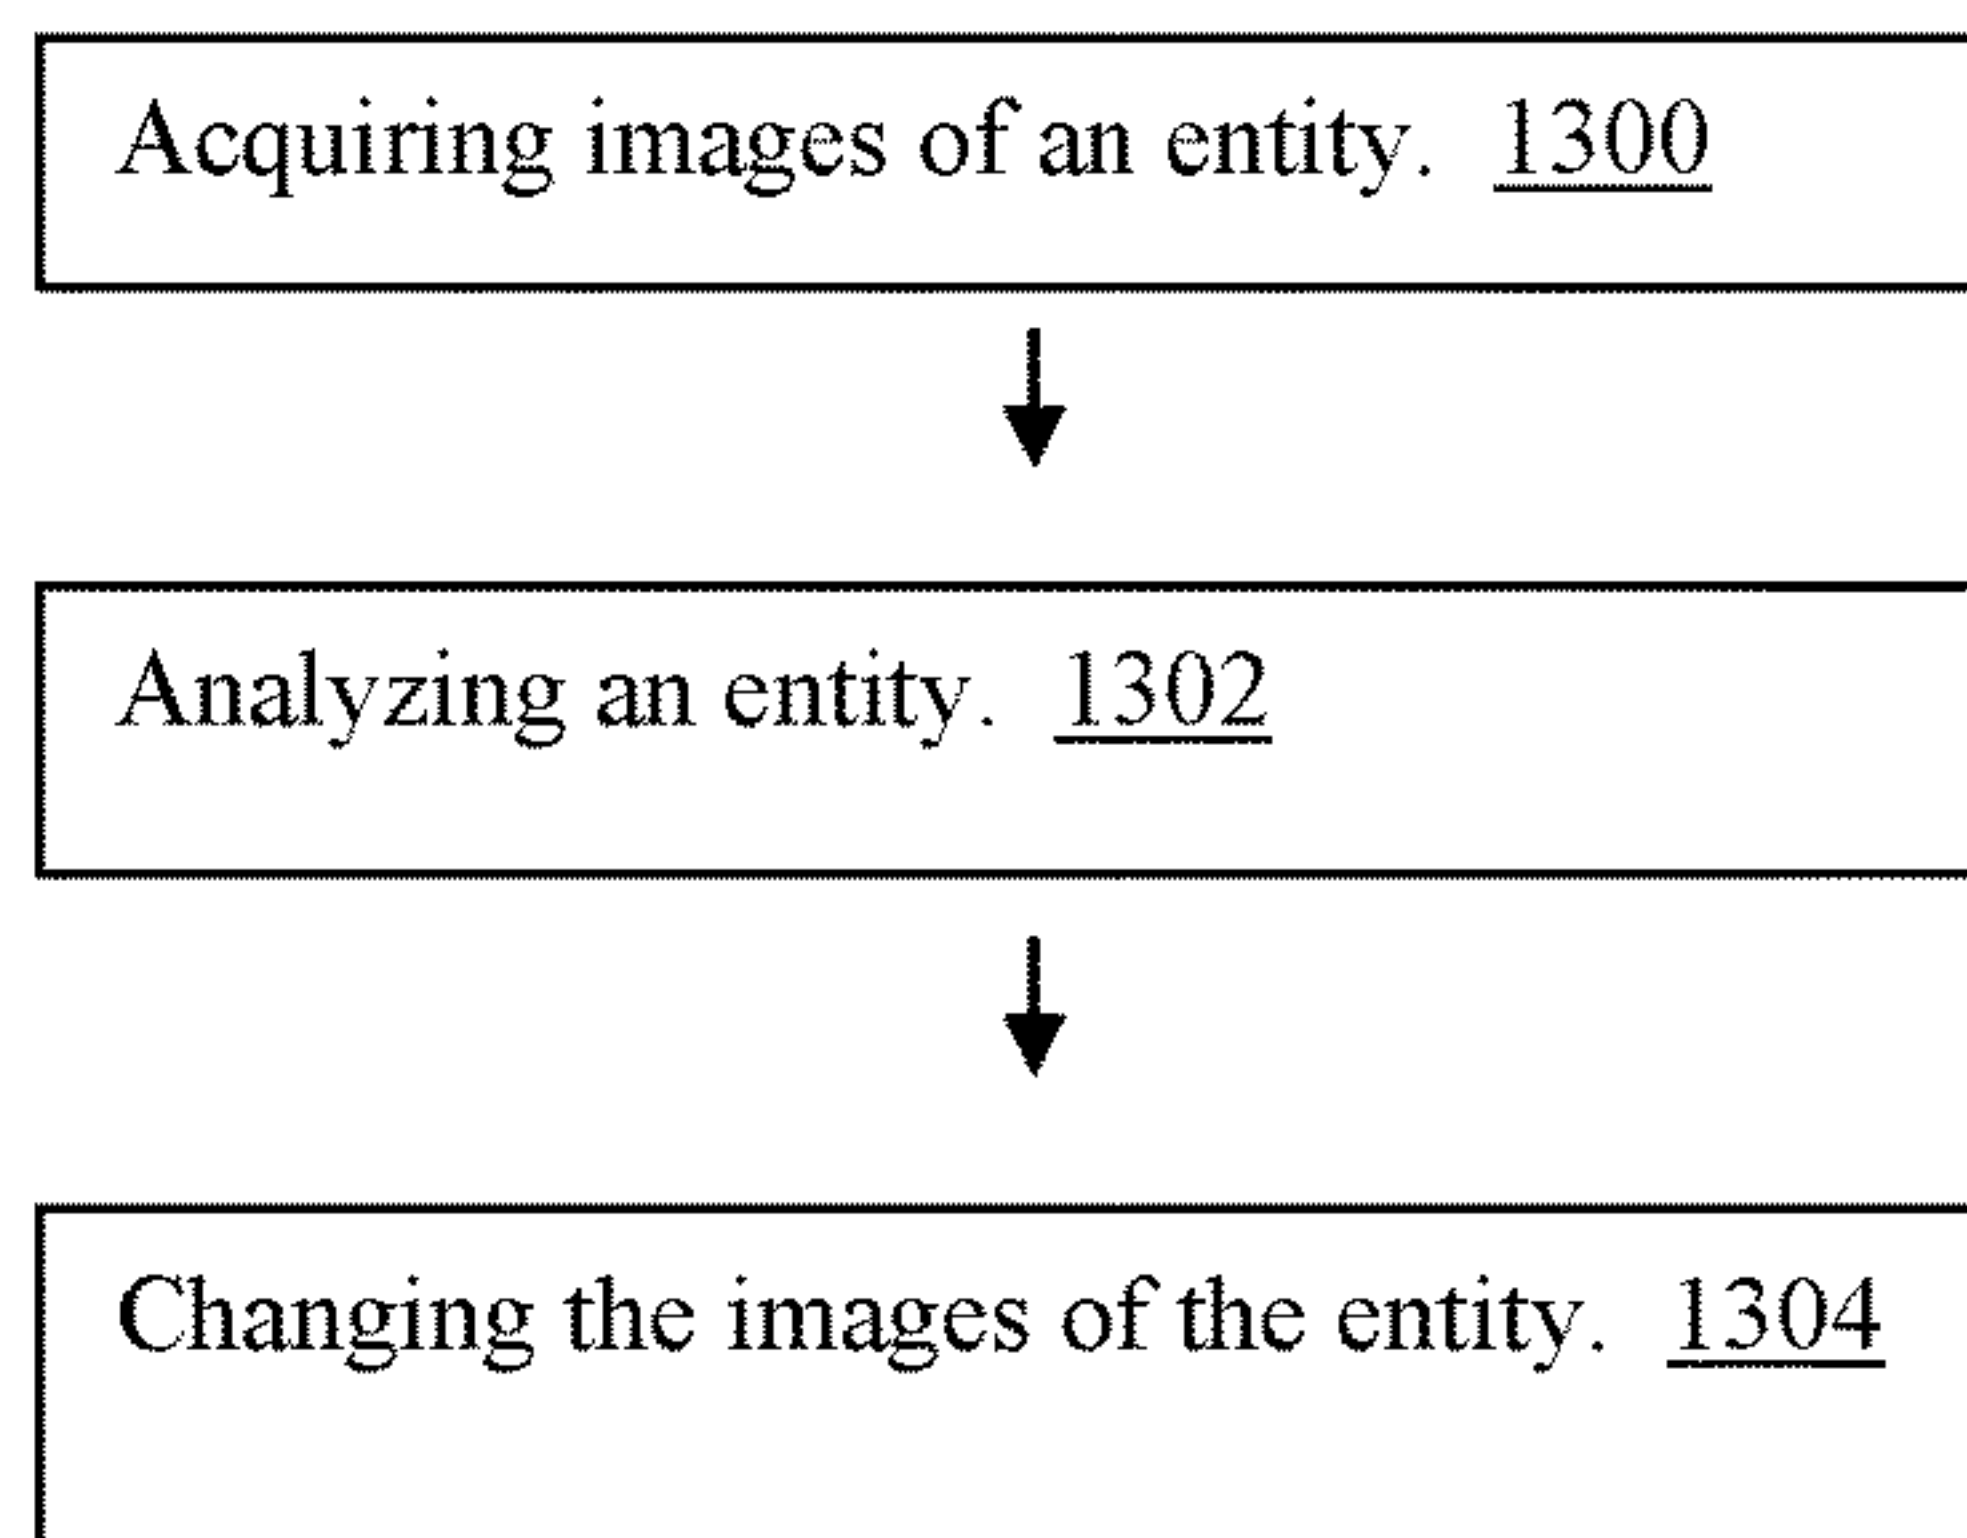 Acquiring images of an entity. 1300
Analyzing an entity. 1302
Changing the images of the entity. 1304